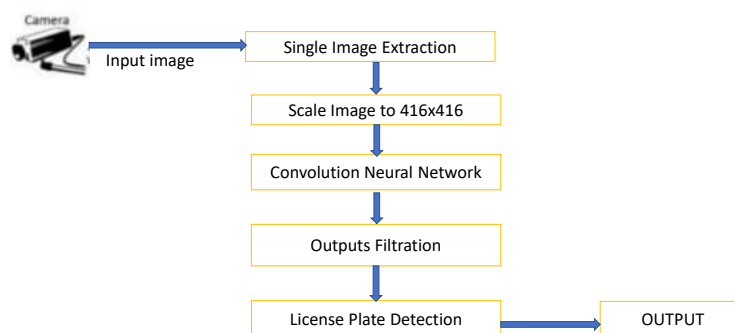 Camera
Input image
Single Image Extraction
Scale Image to 416x416
Convolution Neural Network
Outputs Filtration
License Plate Detection
OUTPUT